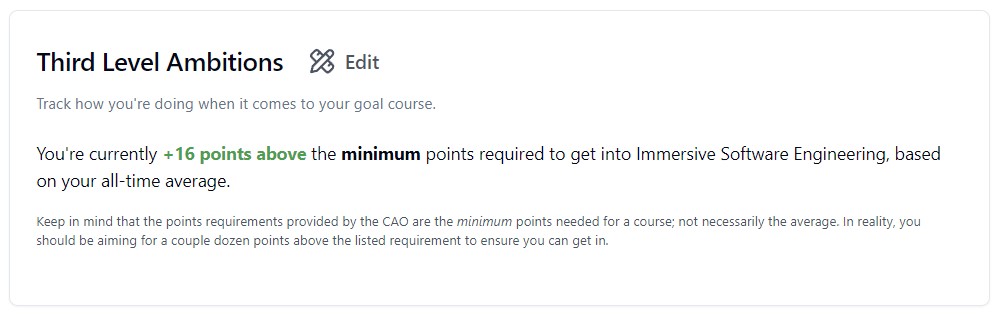 Third Level Ambitions Edit
Track how you're doing when it comes to your goal course.
You're currently +16 points above the minimum points required to get into Immersive Software Engineering, based
on your all-time average.
Keep in mind that the points requirements provided by the CAO are the minimum points needed for a course; not necessarily the average. In reality, you
should be aiming for a couple dozen points above the listed requirement to ensure you can get in.